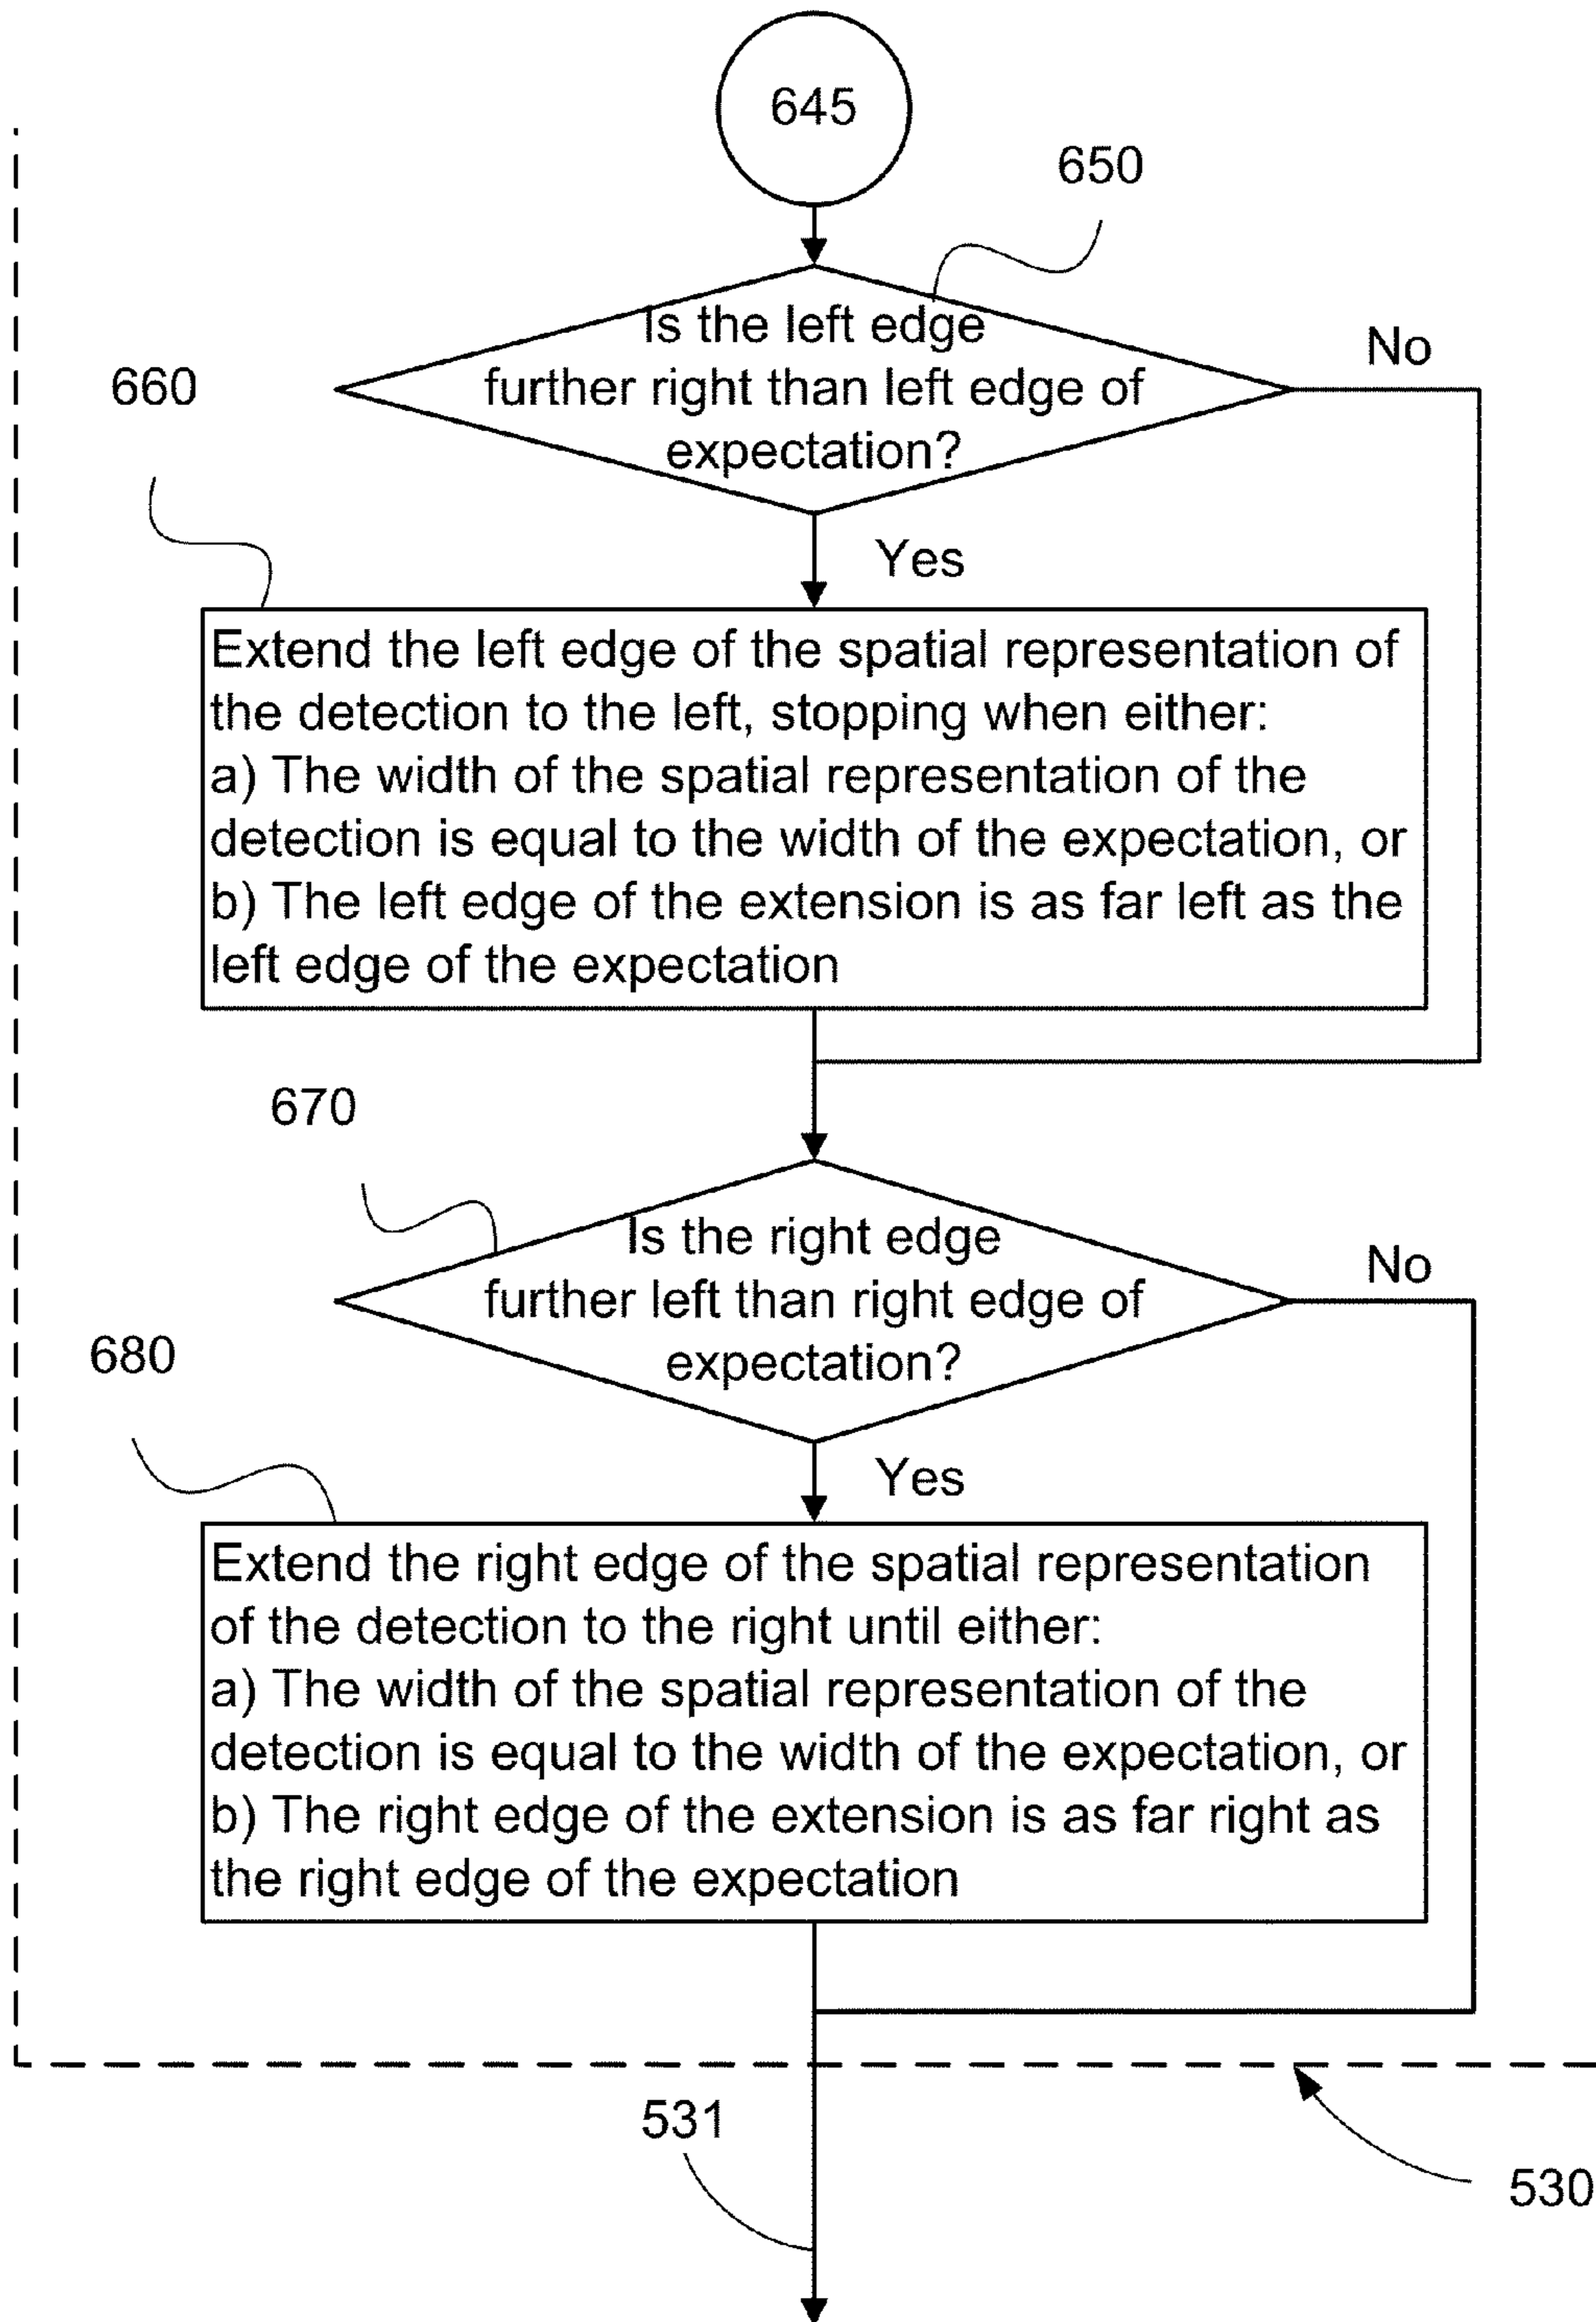 645
650
Is the left edge
further right than left edge of
expectation?
No
660
Yes
Extend the left edge of the spatial representation of
the detection to the left, stopping when either:
a) The width of the spatial representation of the
detection is equal to the width of the expectation, or
b) The left edge of the extension is as far left as the
left edge of the expectation
670
Is the right edge
further left than right edge of
expectation?
No
680
Yes
Extend the right edge of the spatial representation
of the detection to the right until either:
a) The width of the spatial representation of the
detection is equal to the width of the expectation, or
b) The right edge of the extension is as far right as
the right edge of the expectation
531
530